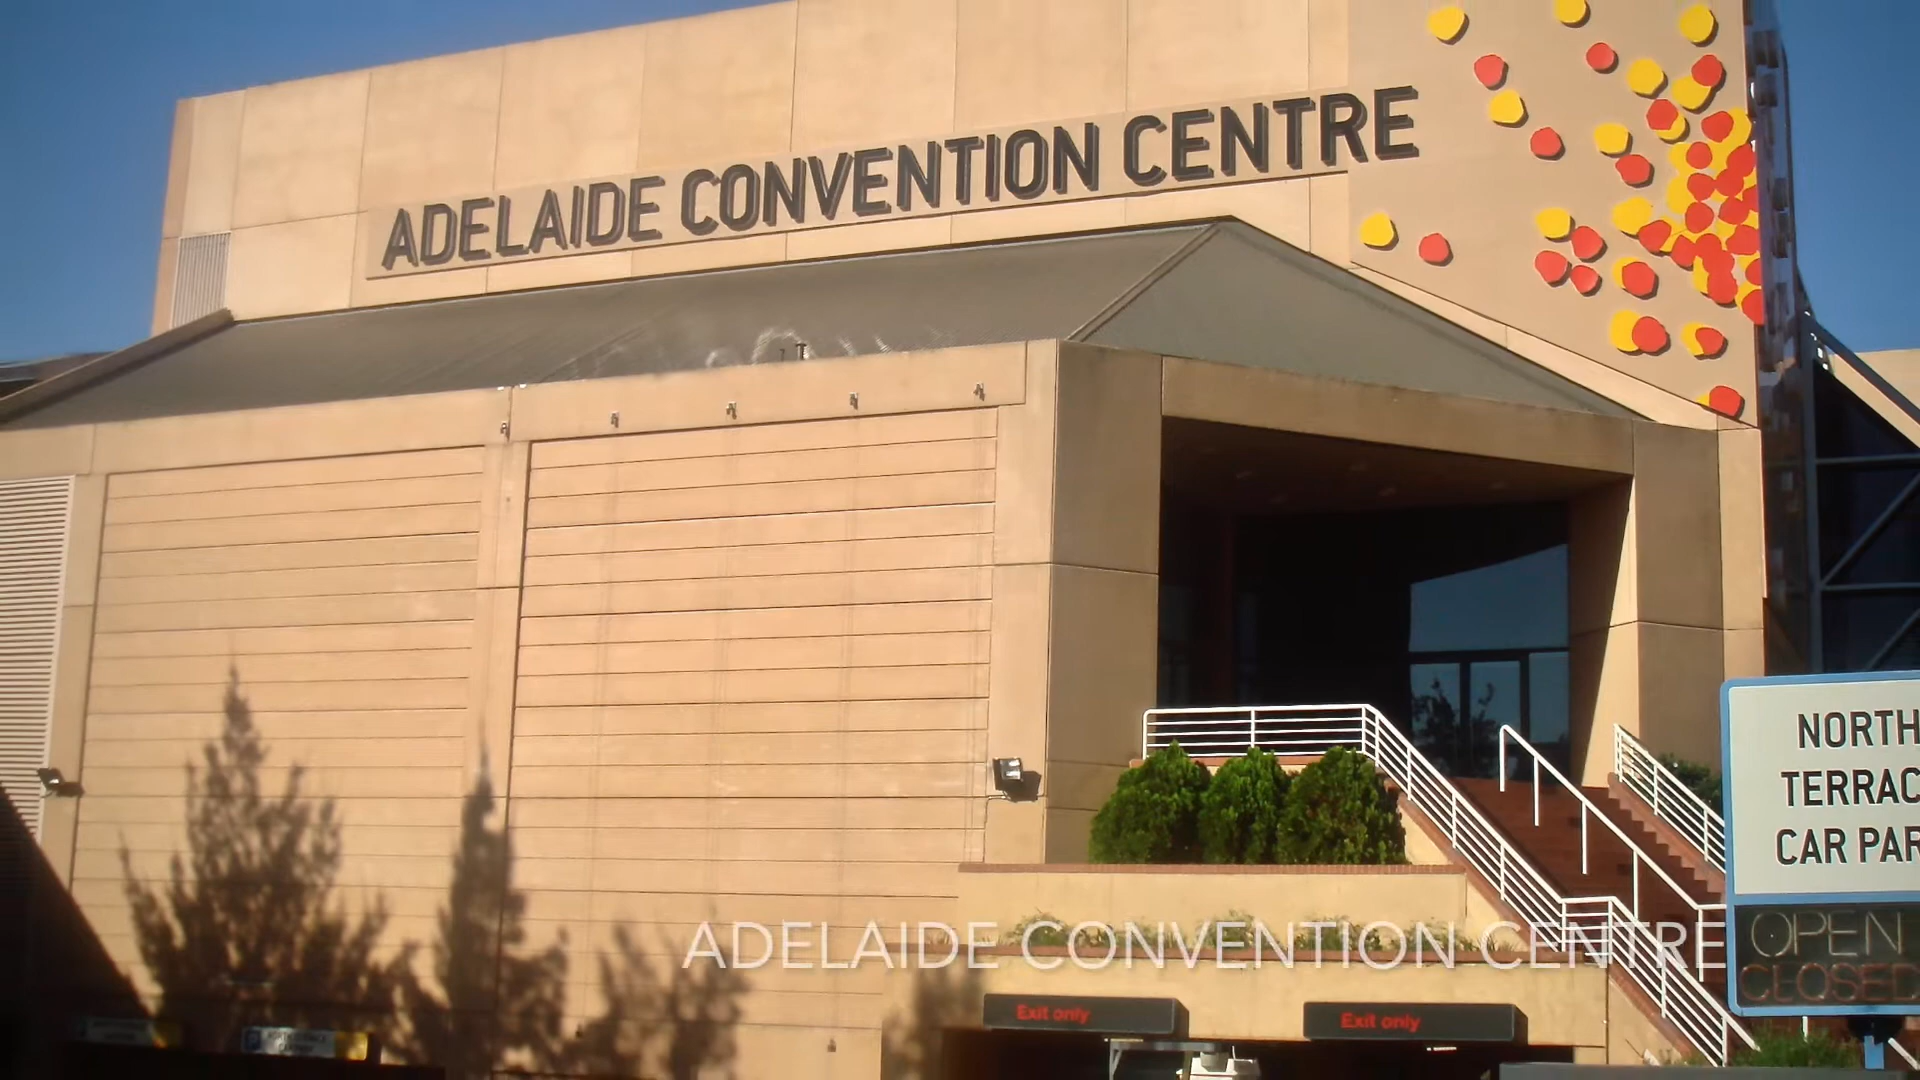 ADELAIDE CONVENTION CENTRE
NORTH
TERRAC
CAR PAR
OPEN
CLOSED
ADELAIDE CONVENTION CENTRE
Exit only
Exit only